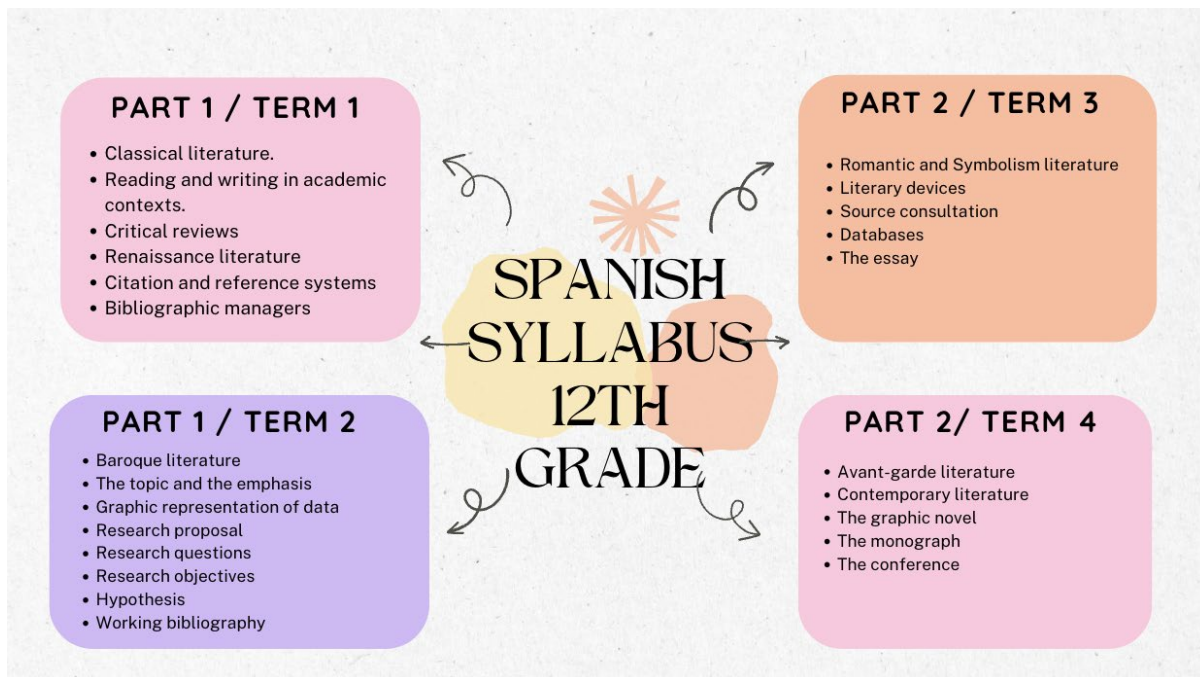 PART 1 / TERM 1
• Classical literature.
• Reading and writing in academic
contexts.
• Critical reviews
• Renaissance literature
• Citation and reference systems
• Bibliographic managers
PART 1 / TERM 2
• Baroque literature
• The topic and the emphasis
• Graphic representation of data
• Research proposal
• Research questions
• Research objectives
• Hypothesis
• Working bibliography
SPANISH
SYLLABUS
12TH
GRADE
PART 2 / TERM 3
• Romantic and Symbolism literature
• Literary devices
• Source consultation
• Databases
• The essay
PART 2/ TERM 4
• Avant-garde literature
• Contemporary literature
• The graphic novel
• The monograph
• The conference